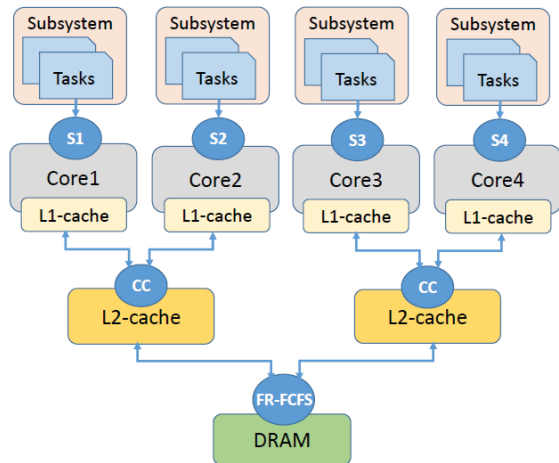 Subsystem Subsystem Subsystem Subsystem
Tasks Tasks Tasks Tasks
S1 S2 S3 S4
Core1 Core2 Core3 Core4
L1-cache L1-cache L1-cache L1-cache
CC CC
L2-cache L2-cache
FR-FCFS
DRAM